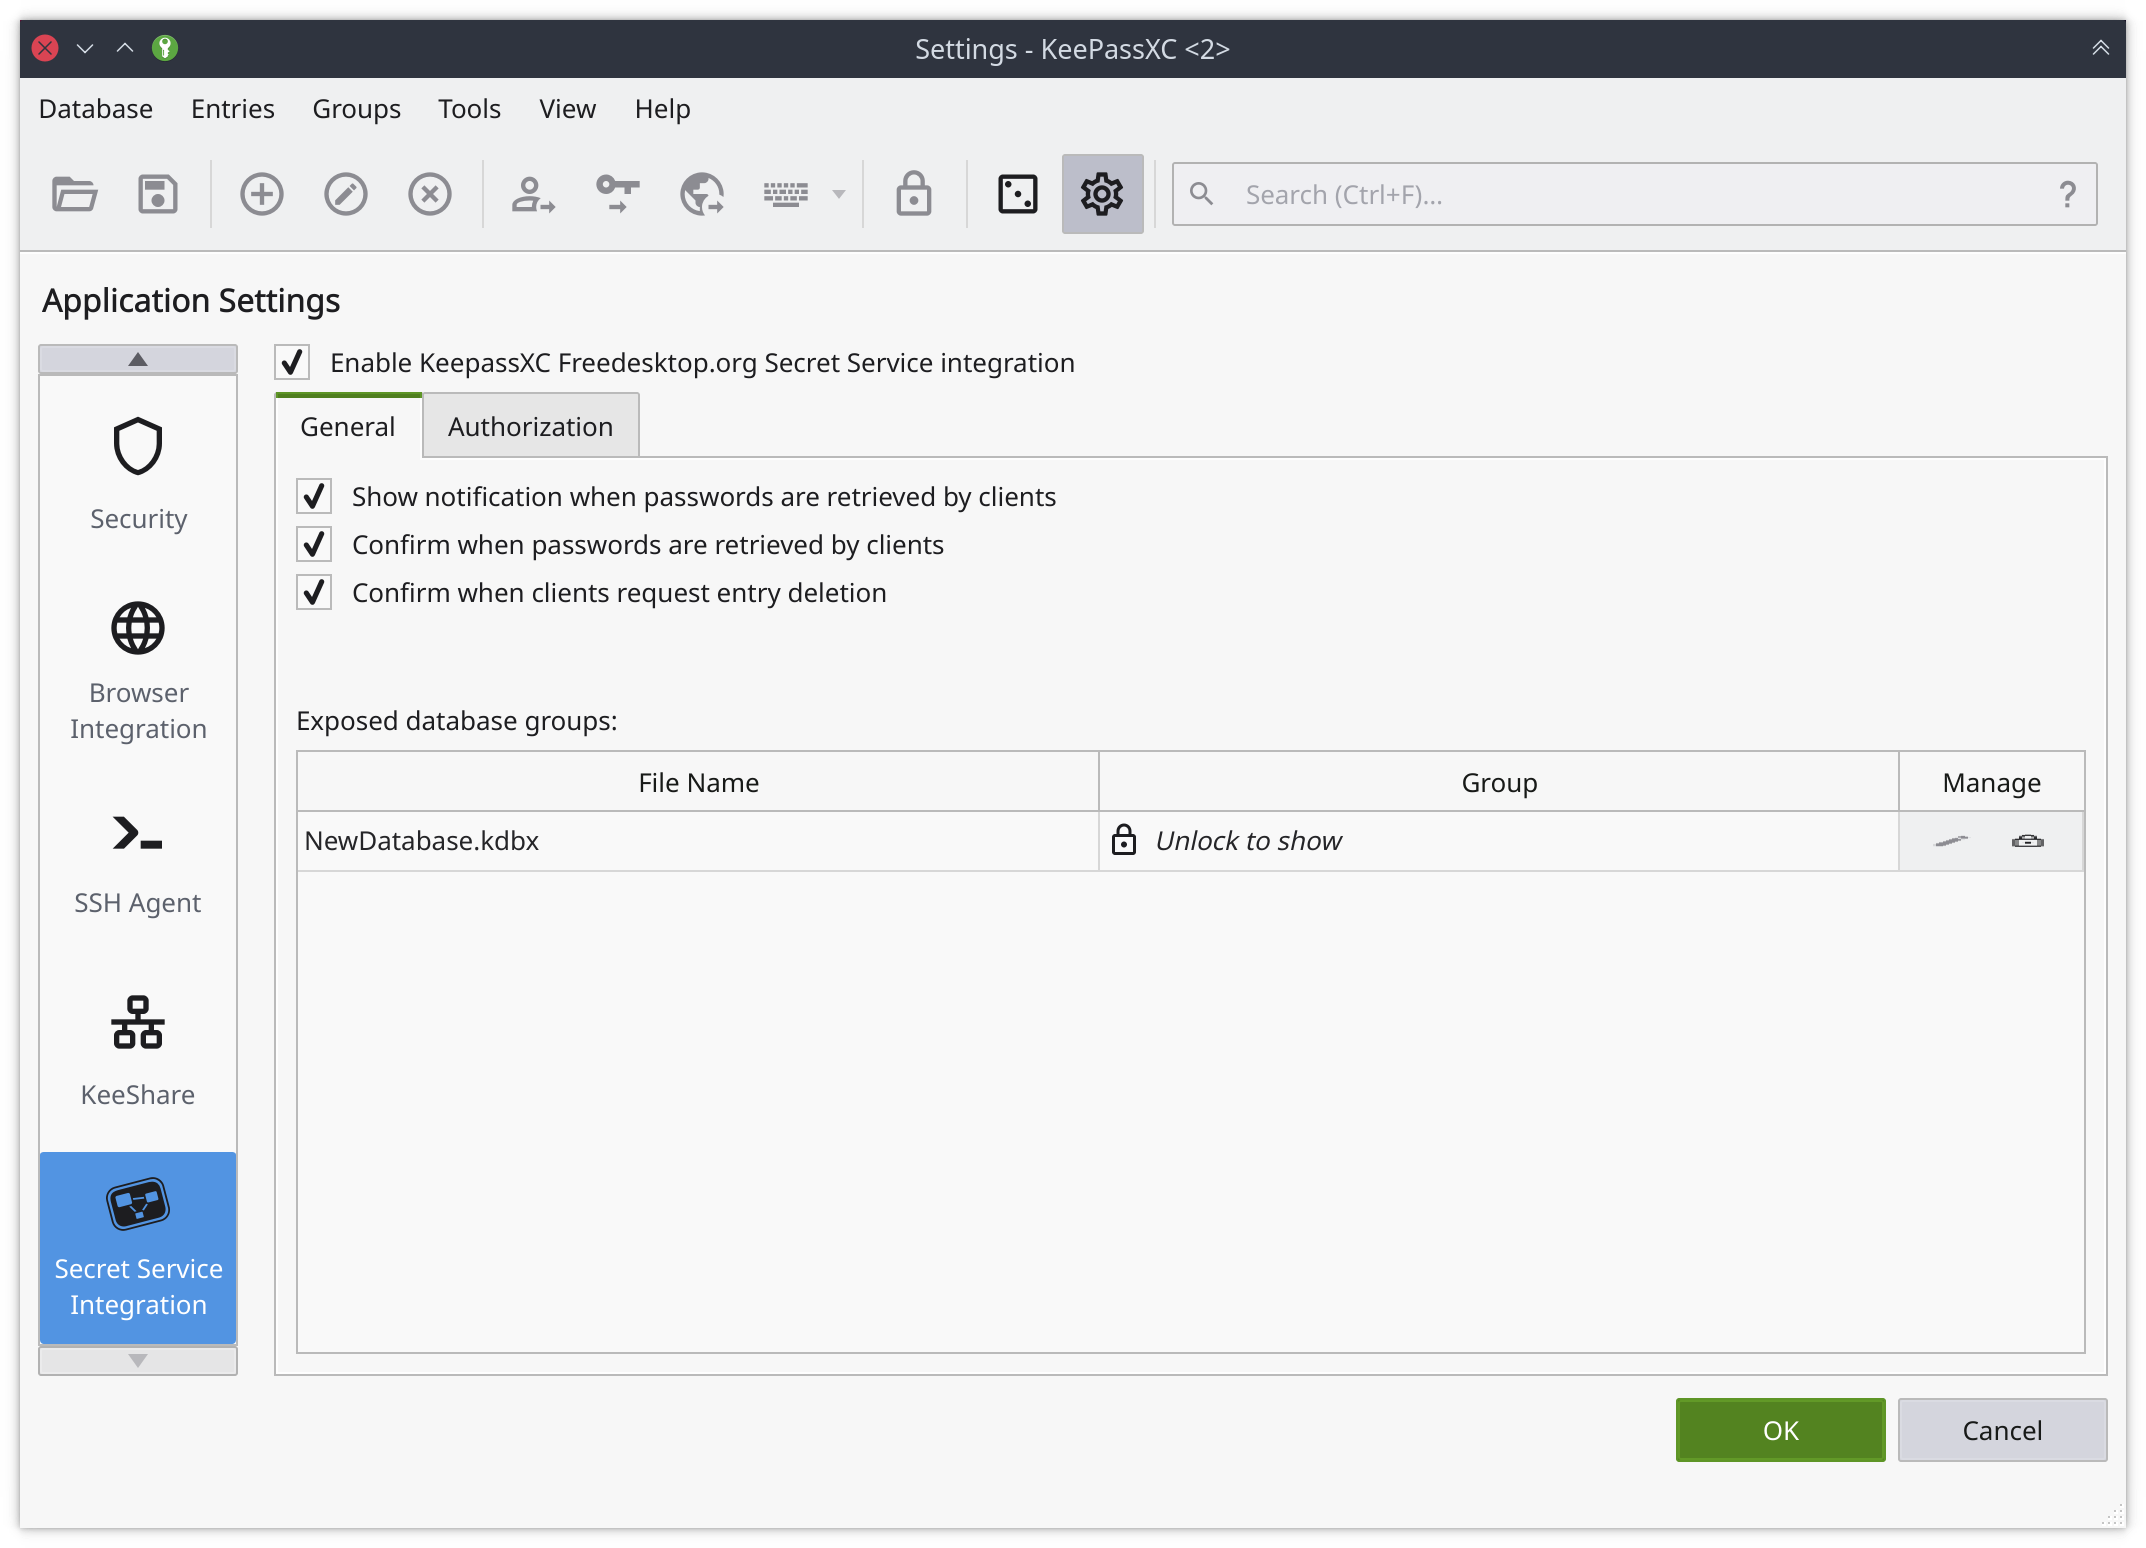 Settings - KeePassXC <2>
Database Entries Groups Tools View Help
Search (Ctrl+F)...
?
Application Settings
Security
Browser
Integration
SSH Agent
KeeShare
Secret Service
Integration
Enable KeepassXC Freedesktop.org Secret Service integration
General Authorization
Show notification when passwords are retrieved by clients
Confirm when passwords are retrieved by clients
Confirm when clients request entry deletion
Exposed database groups:
File Name Group Manage
NewDatabase.kdbx Unlock to show
OK Cancel